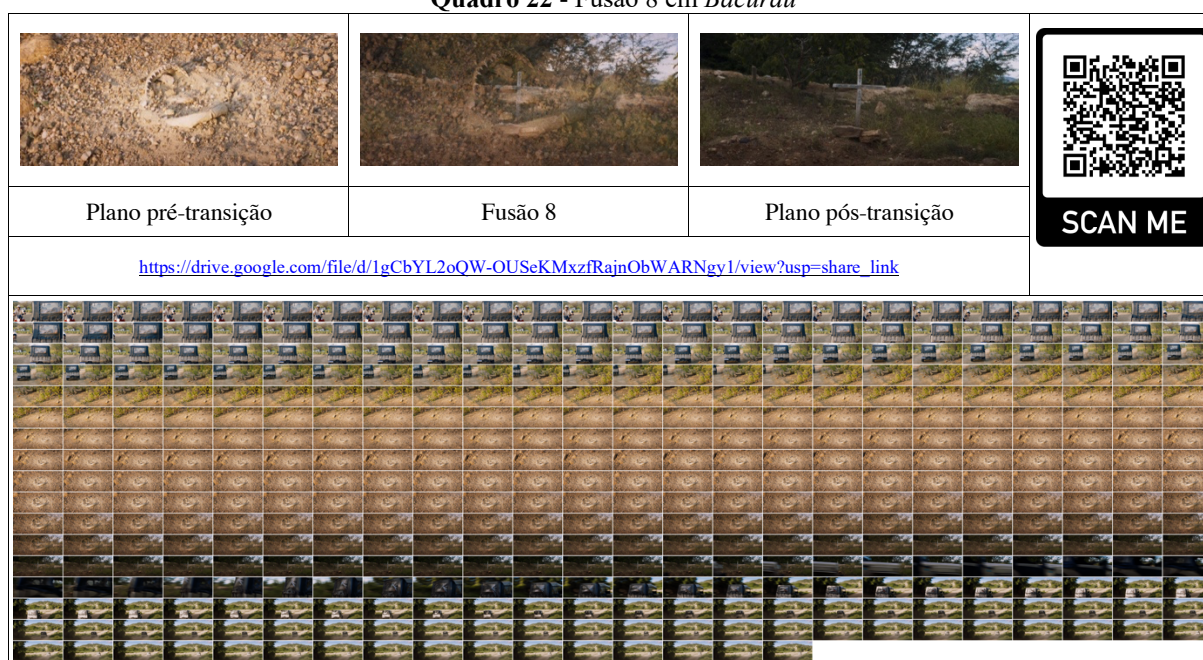 Quadro 22 - Fusão 8 em Bacurau
Plano pré-transição
Fusão 8
Plano pós-transição
SCAN ME
https://drive.google.com/file/d/1gCbYL2oQW-OUSeKMxzfRajnObWARNgy1/view?usp=share_link